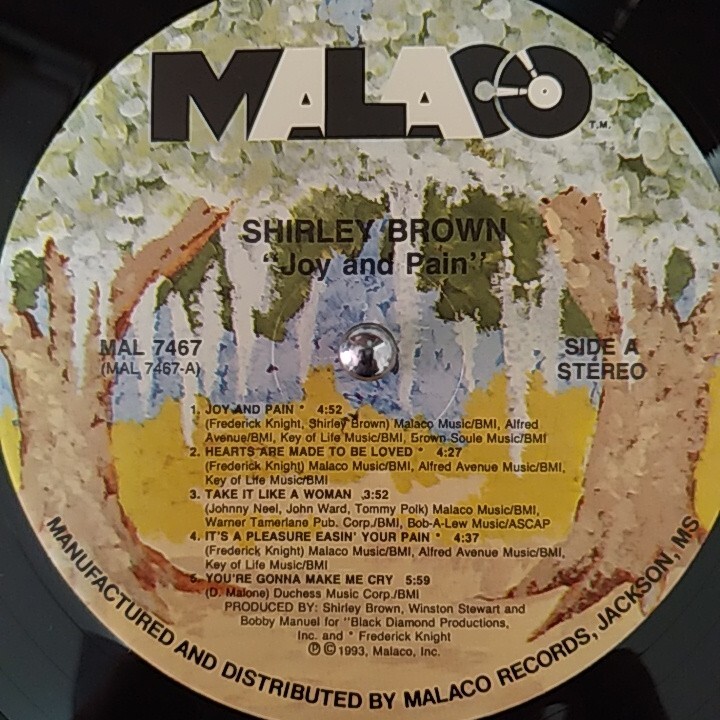 MALACO
T.M.
SHIRLEY BROWN
"Joy and Pain"
MAL 7467
(MAL 7467-A)
SIDE A
STEREO
1. JOY AND PAIN * 4:52
(Frederick Knight, Shirley Brown) Malaco Music/BMI, Alfred
Avenue/BMI, Key of Life Music/BMI, Brown Soule Music/BMI
2. HEARTS ARE MADE TO BE LOVED * 4:27
(Frederick Knight) Malaco Music/BMI, Alfred Avenue Music/BMI,
Key of Life Music/BMI
3. TAKE IT LIKE A WOMAN 3:52
(Johnny Neel, John Ward, Tommy Polk) Malaco Music/BMI,
Warner Tamerlane Pub. Corp./BMI, Bob-A-Lew Music/ASCAP
4. IT'S A PLEASURE EASIN' YOUR PAIN * 4:37
(Frederick Knight) Malaco Music/BMI, Alfred Avenue Music/BMI,
Key of Life Music/BMI
5. YOU'RE GONNA MAKE ME CRY 5:59
(D. Malone) Duchess Music Corp./BMI
PRODUCED BY: Shirley Brown, Winston Stewart and
Bobby Manuel for "Black Diamond Productions,
Inc. and * Frederick Knight
℗ © 1993, Malaco, Inc.
MANUFACTURED AND DISTRIBUTED BY MALACO RECORDS, JACKSON, MS